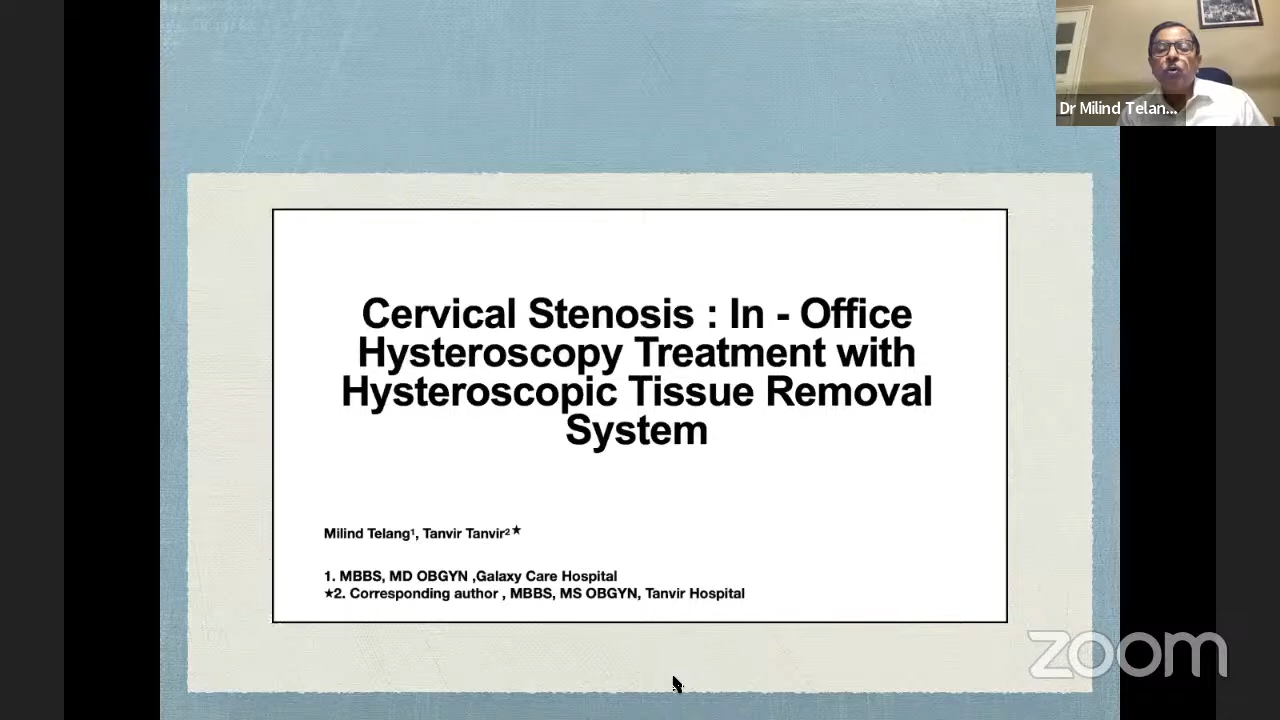 Dr Milind Telan...
Cervical Stenosis : In - Office
Hysteroscopy Treatment with
Hysteroscopic Tissue Removal
System
Milind Telang¹, Tanvir Tanvir²★
1. MBBS, MD OBGYN ,Galaxy Care Hospital
★2. Corresponding author , MBBS, MS OBGYN, Tanvir Hospital
zoom